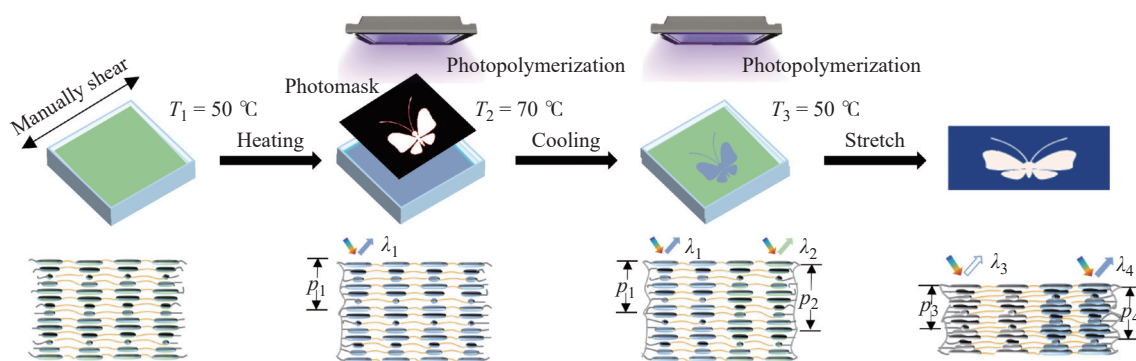 Manually shear
T₁ = 50 ℃
Heating
Photomask
Photopolymerization
T₂ = 70 ℃
Cooling
Photopolymerization
T₃ = 50 ℃
Stretch
λ₁
p₁
λ₁
λ₂
p₁
p₂
λ₃
λ₄
p₃
p₄